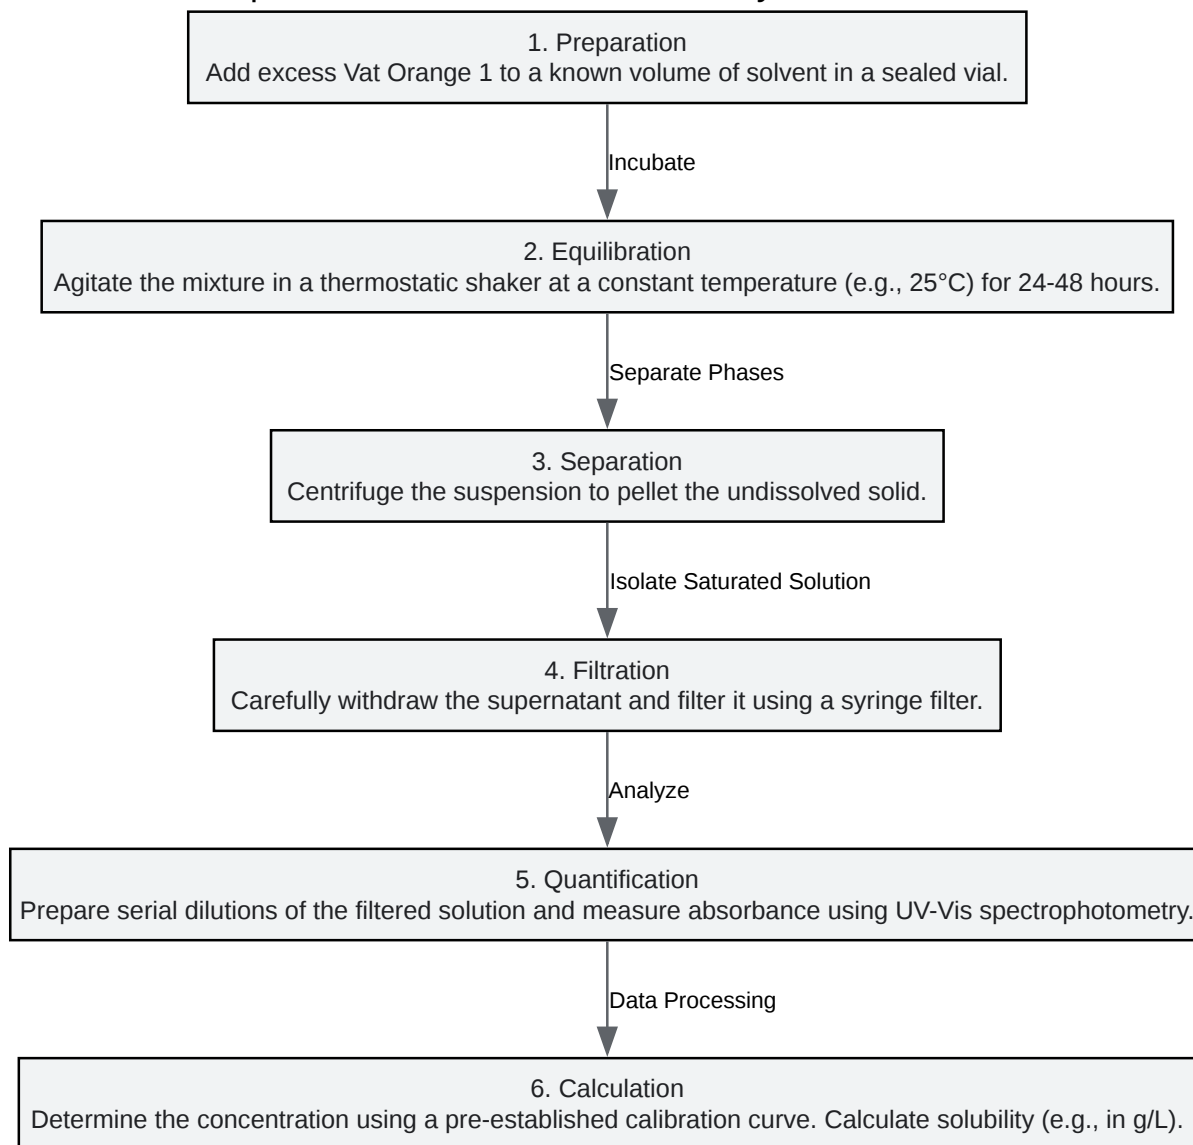 1. Preparation
Add excess Vat Orange 1 to a known volume of solvent in a sealed vial.
Incubate
2. Equilibration
Agitate the mixture in a thermostatic shaker at a constant temperature (e.g., 25°C) for 24-48 hours.
Separate Phases
3. Separation
Centrifuge the suspension to pellet the undissolved solid.
Isolate Saturated Solution
4. Filtration
Carefully withdraw the supernatant and filter it using a syringe filter.
Analyze
5. Quantification
Prepare serial dilutions of the filtered solution and measure absorbance using UV-Vis spectrophotometry.
Data Processing
6. Calculation
Determine the concentration using a pre-established calibration curve. Calculate solubility (e.g., in g/L).